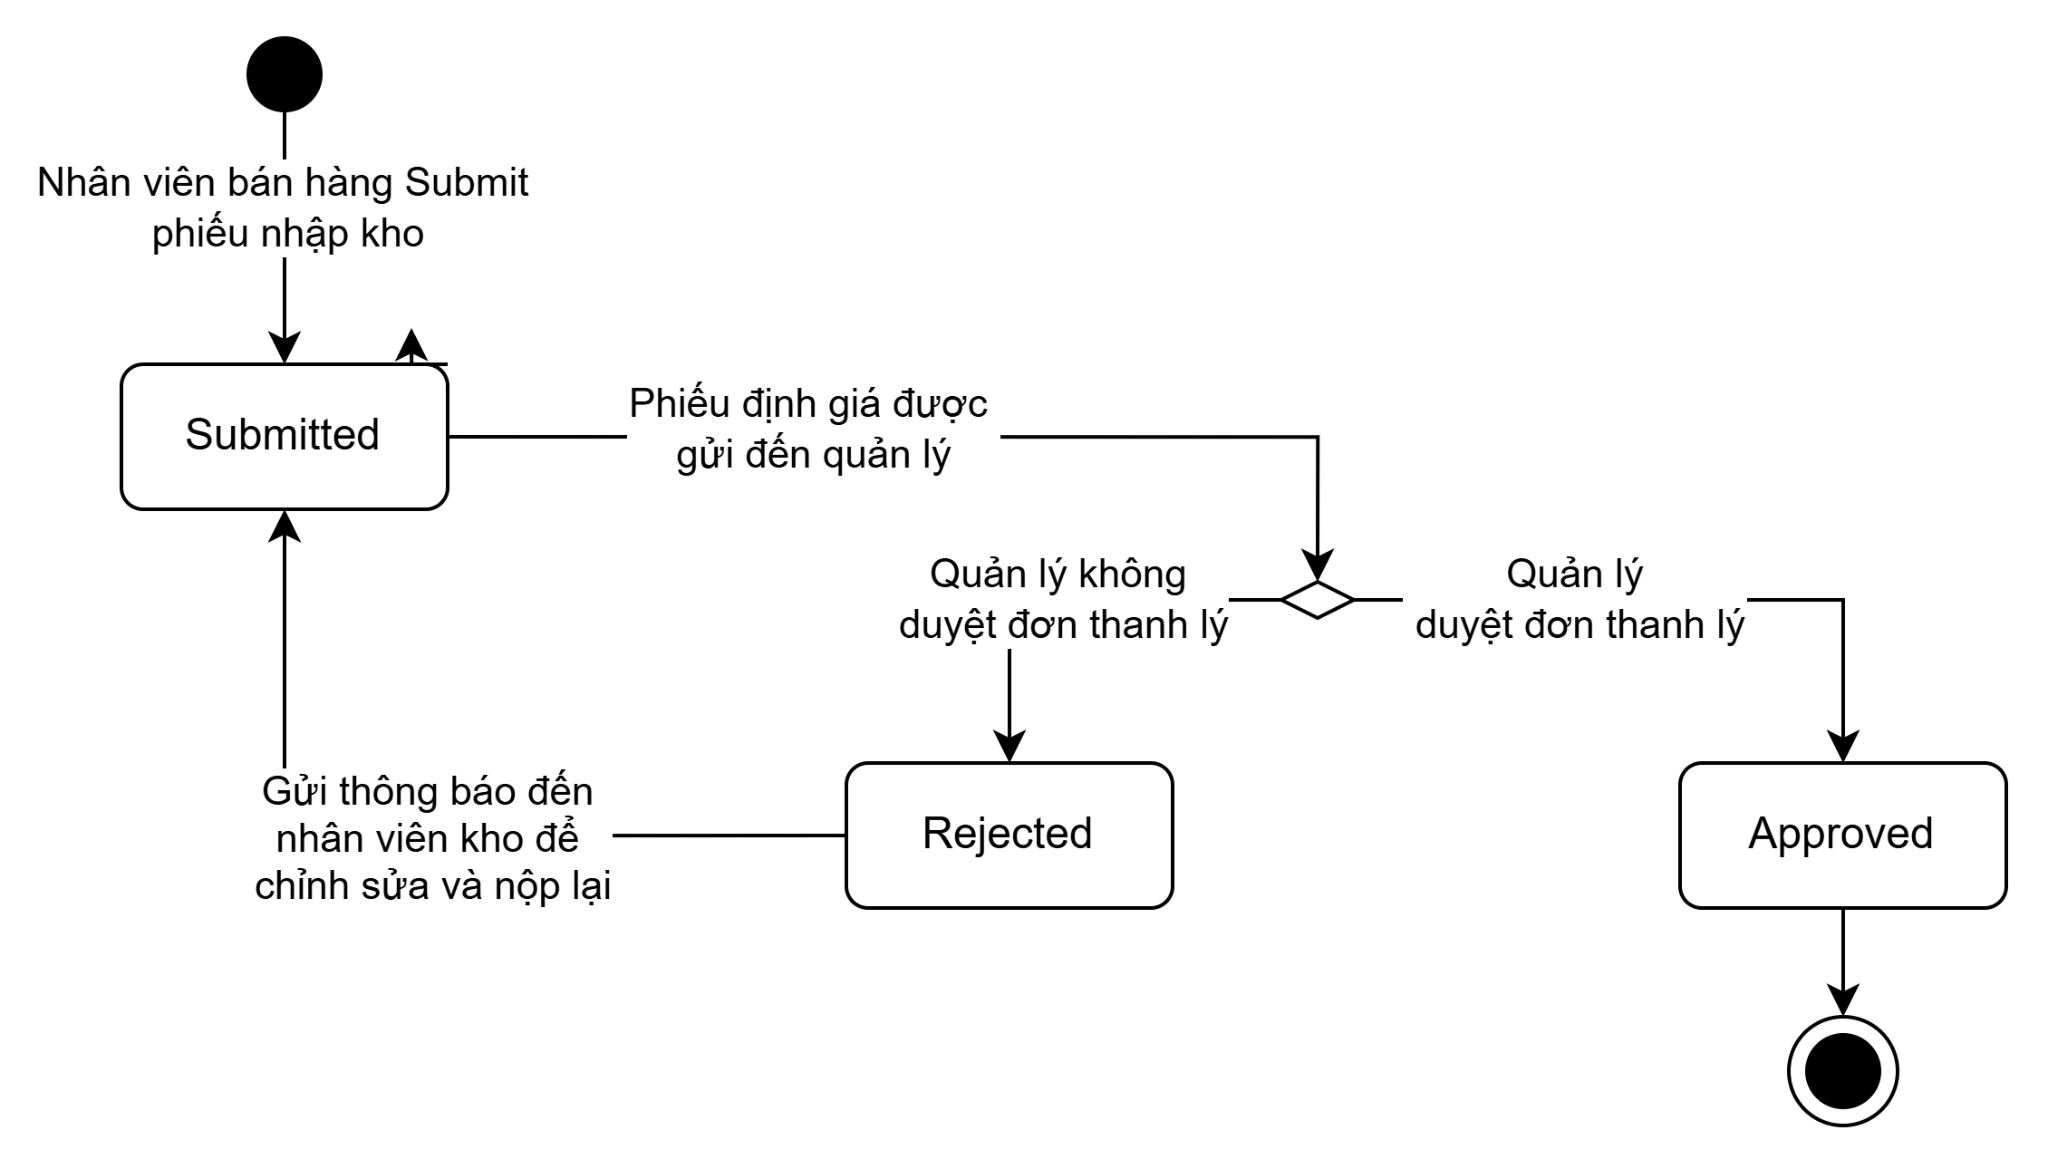 Nhân viên bán hàng Submit
phiếu nhập kho
Submitted
Phiếu định giá được
gửi đến quản lý
Quản lý không
duyệt đơn thanh lý
Quản lý
duyệt đơn thanh lý
Gửi thông báo đến
nhân viên kho để
chỉnh sửa và nộp lại
Rejected
Approved